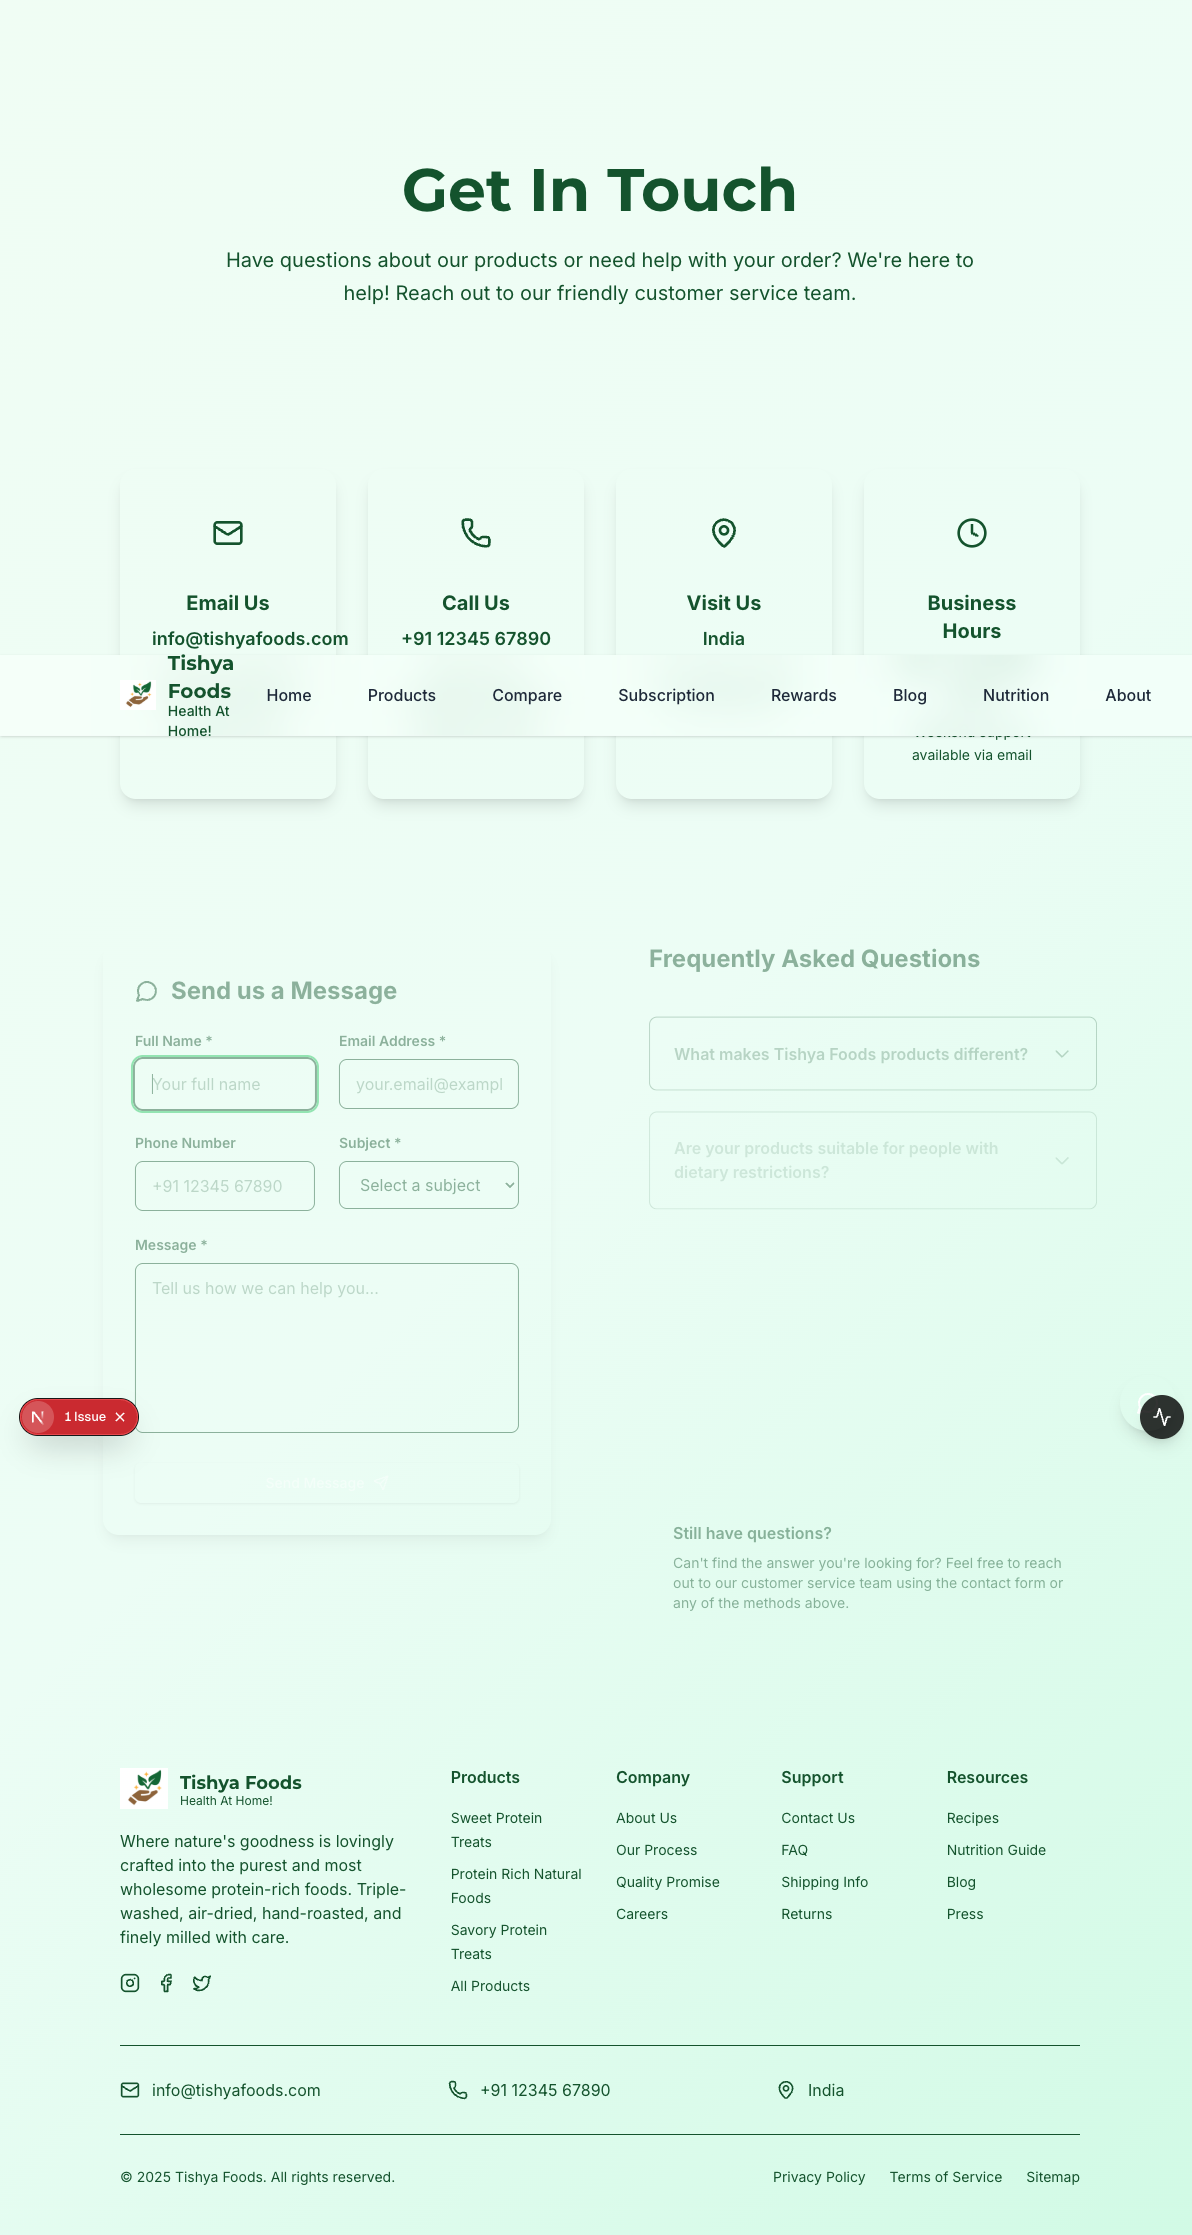 Get In Touch
Have questions about our products or need help with your order? We're here to
help! Reach out to our friendly customer service team.
Email Us
info@tishyafoods.com
Call Us
+91 12345 67890
Visit Us
India
Business
Hours
Tishya
Foods
Health At
Home!
Home
Products
Compare
Subscription
Rewards
Blog
Nutrition
About
Weekend support
available via email
Send us a Message
Full Name *
Your full name
Email Address *
your.email@exampl
Phone Number
+91 12345 67890
Subject *
Select a subject
Message *
Tell us how we can help you...
Frequently Asked Questions
What makes Tishya Foods products different?
Are your products suitable for people with
dietary restrictions?
1 Issue
Still have questions?
Can't find the answer you're looking for? Feel free to reach
out to our customer service team using the contact form or
any of the methods above.
Tishya Foods
Health At Home!
Where nature's goodness is lovingly
crafted into the purest and most
wholesome protein-rich foods. Triple-
washed, air-dried, hand-roasted, and
finely milled with care.
Products
Sweet Protein
Treats
Protein Rich Natural
Foods
Savory Protein
Treats
All Products
Company
About Us
Our Process
Quality Promise
Careers
Support
Contact Us
FAQ
Shipping Info
Returns
Resources
Recipes
Nutrition Guide
Blog
Press
info@tishyafoods.com
+91 12345 67890
India
© 2025 Tishya Foods. All rights reserved.
Privacy Policy
Terms of Service
Sitemap